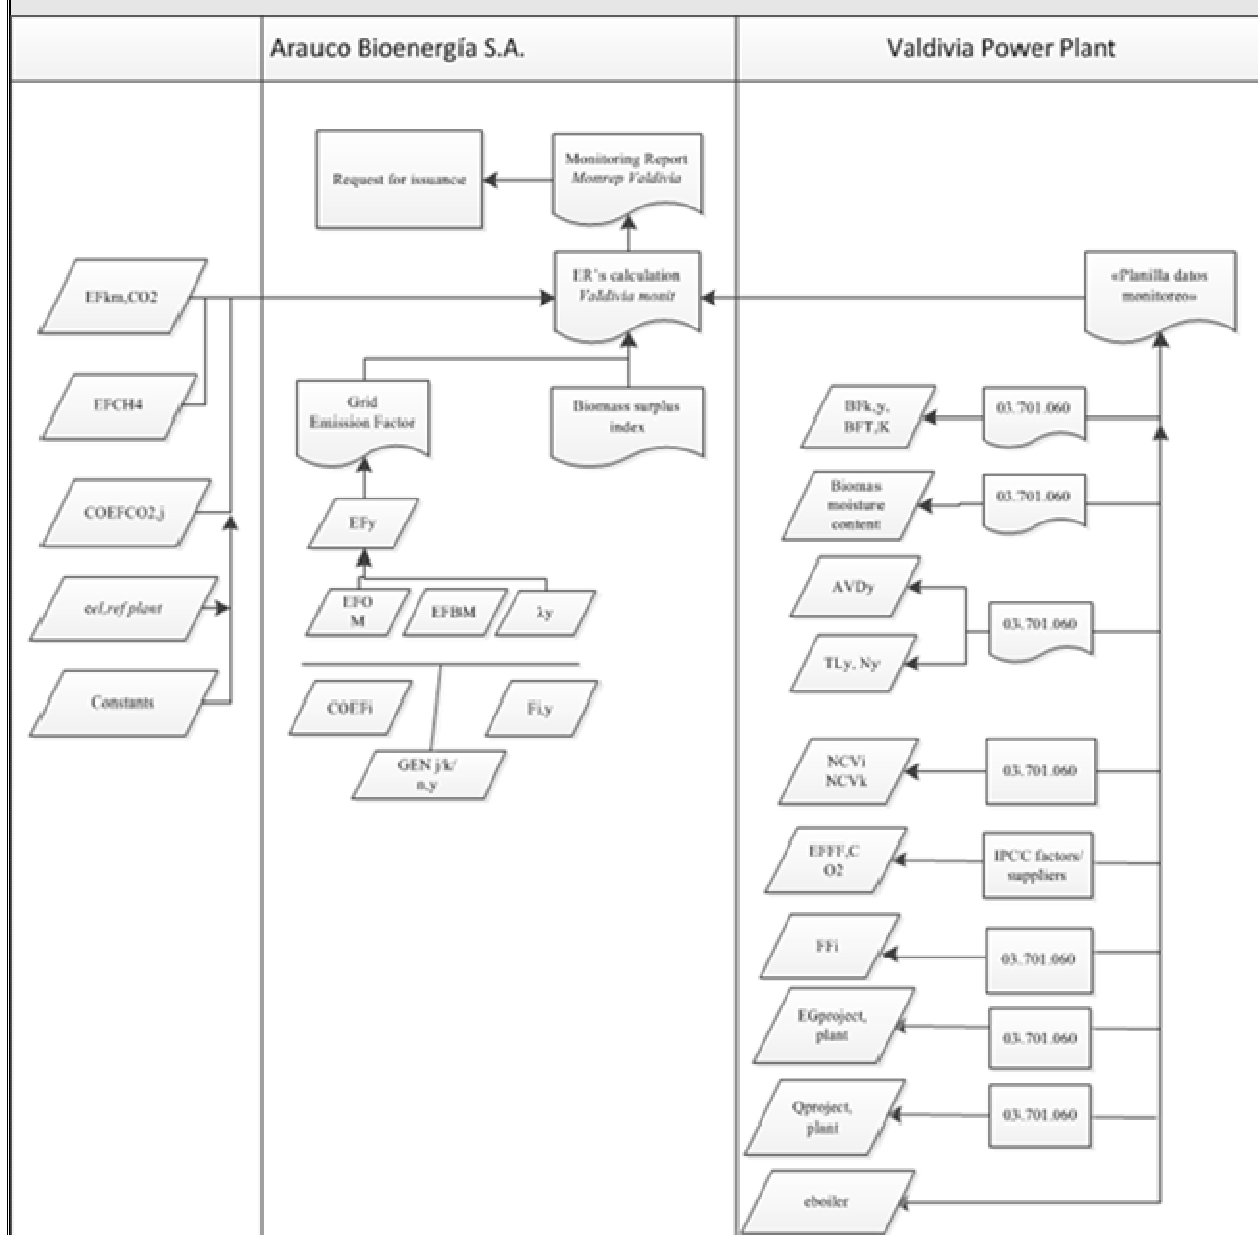 Arauco Bioenergía S.A.
Valdivia Power Plant
Request for issuance
Monitoring Report
Monrep Valdivia
EFkm,CO2
ER's calculation
Valdivia monit
«Planilla datos
monitoreo»
EFCH4
Grid
Emission Factor
Biomass surplus
index
BFk,y,
BFT,K
03.701.060
COEFCO2,j
EFy
Biomass
moisture
content
03.701.060
εel,ref plant
EFO
M
EFBM
λy
AVDy
TLy, Ny
03.701.060
Constants
COEFi
Fi,y
GEN j/k/
n,y
NCVi
NCVk
03.701.060
EFFF,C
O2
IPCC factors/
suppliers
FFi
03.701.060
EGproject,
plant
03.701.060
Qproject,
plant
03.701.060
εboiler